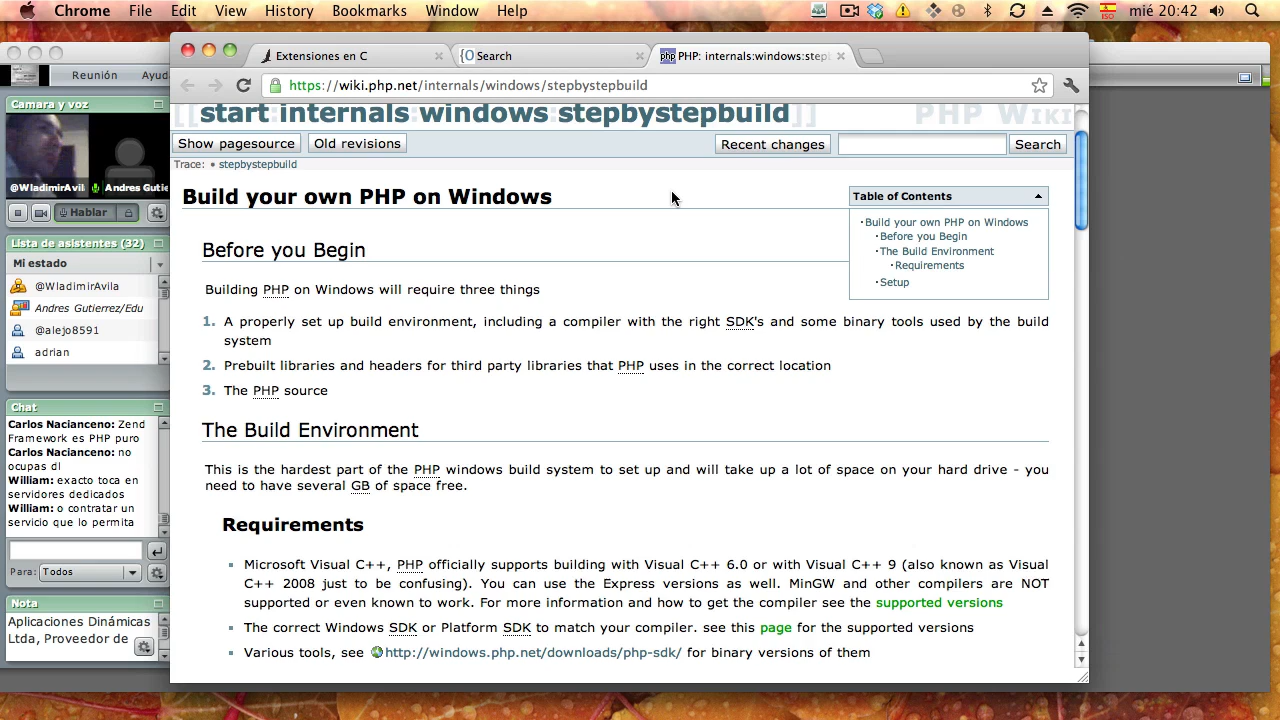 Chrome File Edit View History Bookmarks Window Help
ISO mié 20:42
Extensiones en C
Search
php PHP: internals:windows:stepb
https://wiki.php.net/internals/windows/stepbystepbuild
Reunión Ayud
Camara y voz
@WladimirAvil Andres Gutie
Hablar
Lista de asistentes (32)
Mi estado
@WladimirAvila
Andres Gutierrez/Edu
@alejo8591
adrian
Chat
Carlos Nacianceno: Zend
Framework es PHP puro
Carlos Nacianceno: no
ocupas dl
William: exacto toca en
servidores dedicados
William: o contratar un
servicio que lo permita
Para: Todos
Nota
Aplicaciones Dinámicas
Ltda, Proveedor de
[[start:internals:windows:stepbystepbuild]]
PHP Wiki
Show pagesource Old revisions Recent changes Search
Trace: • stepbystepbuild
Build your own PHP on Windows
Table of Contents
Build your own PHP on Windows
Before you Begin
The Build Environment
Requirements
Setup
Before you Begin
Building PHP on Windows will require three things
1. A properly set up build environment, including a compiler with the right SDK's and some binary tools used by the build
system
2. Prebuilt libraries and headers for third party libraries that PHP uses in the correct location
3. The PHP source
The Build Environment
This is the hardest part of the PHP windows build system to set up and will take up a lot of space on your hard drive - you
need to have several GB of space free.
Requirements
Microsoft Visual C++, PHP officially supports building with Visual C++ 6.0 or with Visual C++ 9 (also known as Visual
C++ 2008 just to be confusing). You can use the Express versions as well. MinGW and other compilers are NOT
supported or even known to work. For more information and how to get the compiler see the supported versions
The correct Windows SDK or Platform SDK to match your compiler. see this page for the supported versions
Various tools, see http://windows.php.net/downloads/php-sdk/ for binary versions of them